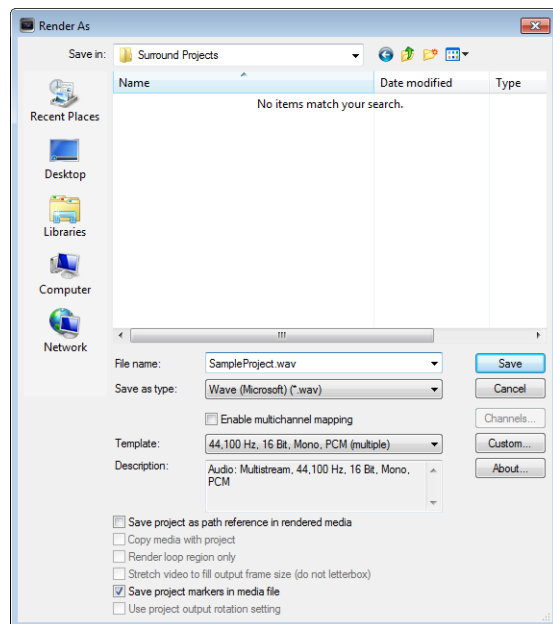 Render As
Save in:
Surround Projects
Name
Date modified
Type
No items match your search.
Recent Places
Desktop
Libraries
Computer
Network
File name:
SampleProject.wav
Save
Save as type:
Wave (Microsoft) (*.wav)
Cancel
Enable multichannel mapping
Channels...
Template:
44,100 Hz, 16 Bit, Mono, PCM (multiple)
Custom...
Description:
Audio: Multistream, 44,100 Hz, 16 Bit, Mono,
PCM
About...
Save project as path reference in rendered media
Copy media with project
Render loop region only
Stretch video to fill output frame size (do not letterbox)
Save project markers in media file
Use project output rotation setting